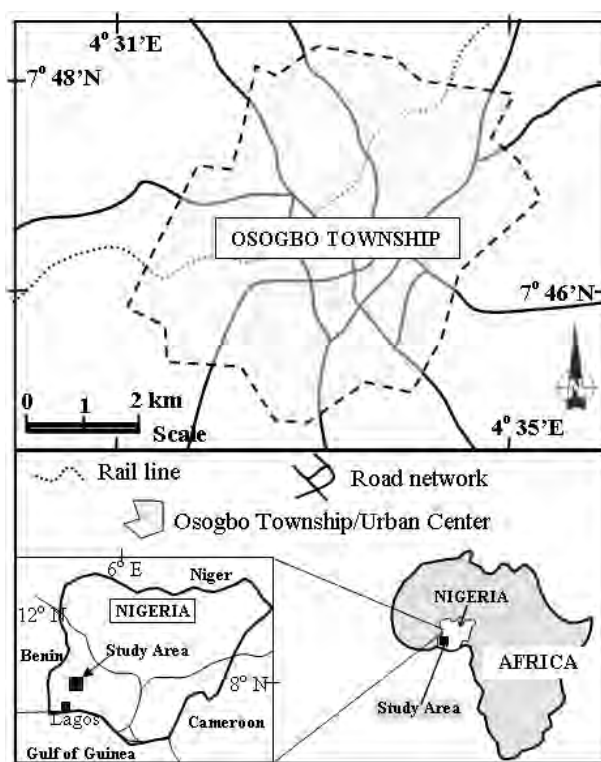 4° 31'E
7° 48'N
OSOGBO TOWNSHIP
7° 46'N
N
0 1 2 km
Scale
4° 35'E
Rail line
Road network
Osogbo Township/Urban Center
6° E
Niger
12° N
NIGERIA
Benin
Study Area
8° N
Lagos
Cameroon
Gulf of Guinea
NIGERIA
AFRICA
Study Area